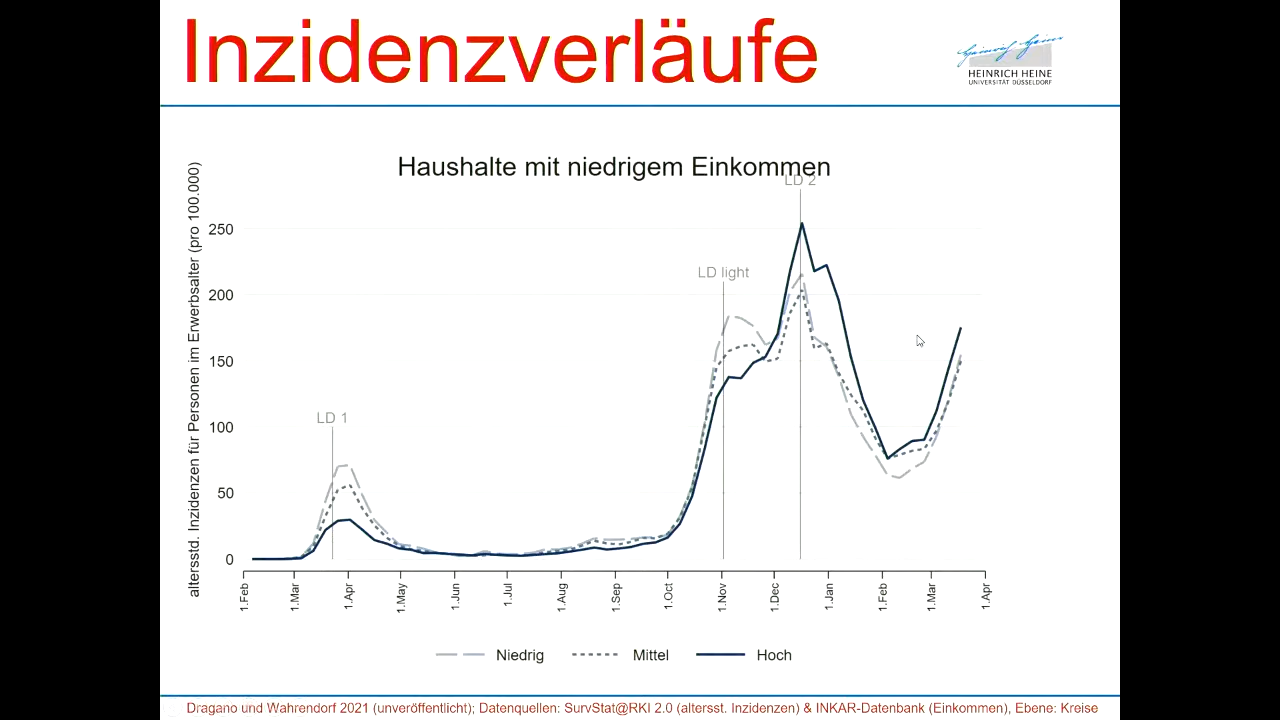 Inzidenzverläufe
Heinrich Heine
HEINRICH HEINE
UNIVERSITÄT DÜSSELDORF
Haushalte mit niedrigem Einkommen
altersstd. Inzidenzen für Personen im Erwerbsalter (pro 100.000)
LD 2
250
LD light
200
150
LD 1
100
50
0
1.Feb 1.Mar 1.Apr 1.May 1.Jun 1.Jul 1.Aug 1.Sep 1.Oct 1.Nov 1.Dec 1.Jan 1.Feb 1.Mar 1.Apr
Niedrig Mittel Hoch
Dragano und Wahrendorf 2021 (unveröffentlicht); Datenquellen: SurvStat@RKI 2.0 (altersst. Inzidenzen) & INKAR-Datenbank (Einkommen), Ebene: Kreise